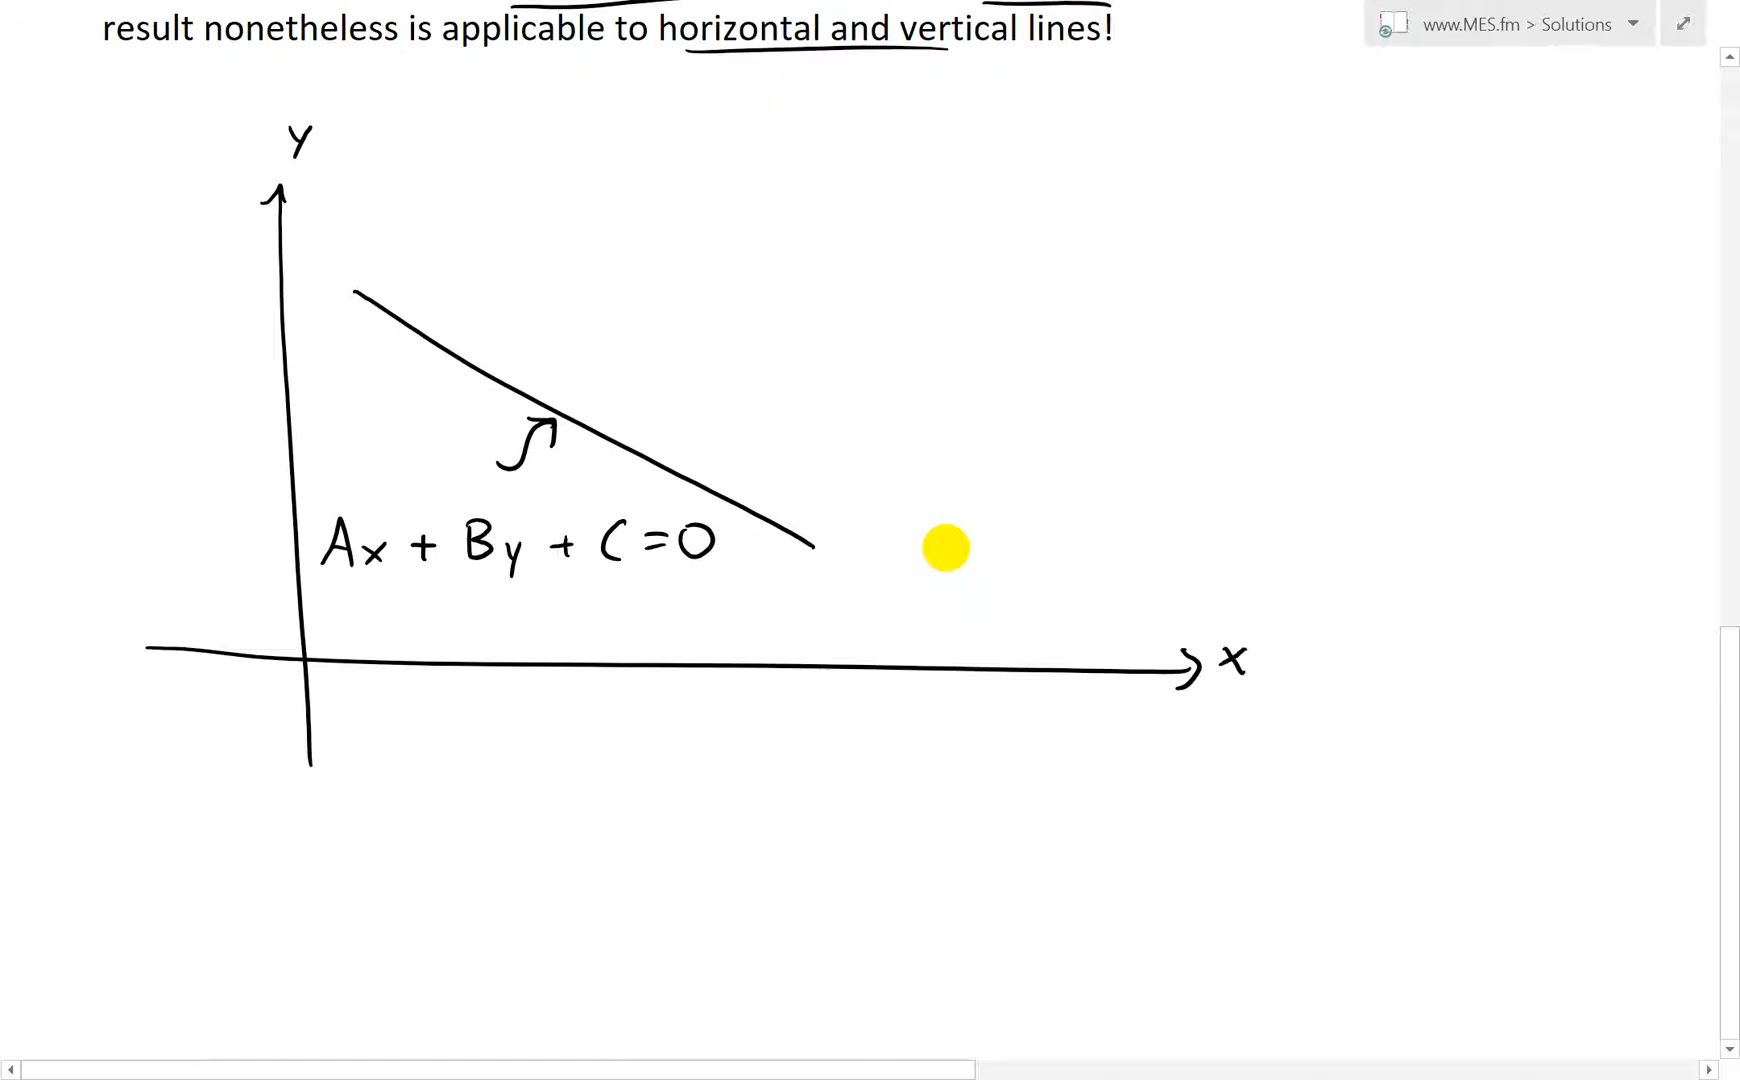 result nonetheless is applicable to horizontal and vertical lines!
www.MES.fm > Solutions
y
Ax + By + C = 0
x